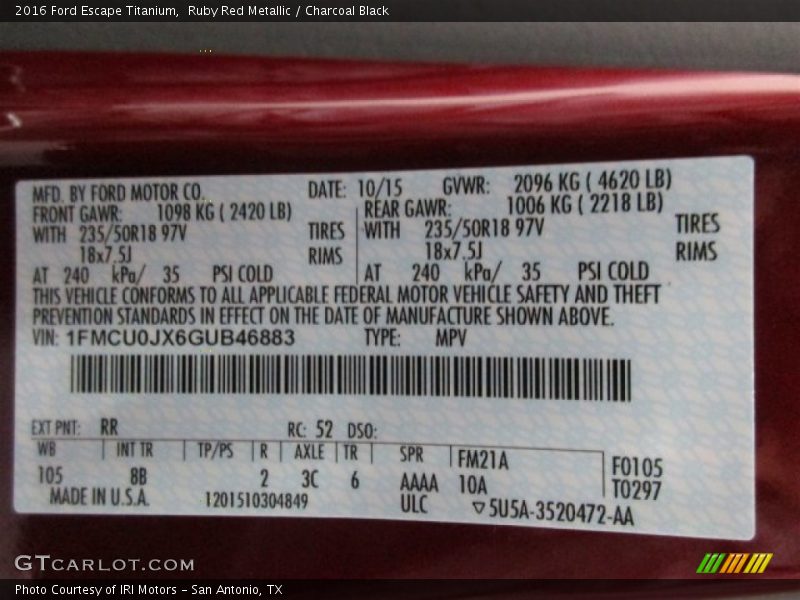 2016 Ford Escape Titanium,  Ruby Red Metallic / Charcoal Black
MFD. BY FORD MOTOR CO. DATE: 10/15 GVWR: 2096 KG ( 4620 LB)
FRONT GAWR: 1098 KG ( 2420 LB) REAR GAWR: 1006 KG ( 2218 LB)
WITH 235/50R18 97V TIRES WITH 235/50R18 97V TIRES
18x7.5J RIMS 18x7.5J RIMS
AT 240 kPa/ 35 PSI COLD AT 240 kPa/ 35 PSI COLD
THIS VEHICLE CONFORMS TO ALL APPLICABLE FEDERAL MOTOR VEHICLE SAFETY AND THEFT
PREVENTION STANDARDS IN EFFECT ON THE DATE OF MANUFACTURE SHOWN ABOVE.
VIN: 1FMCU0JX6GUB46883 TYPE: MPV
EXT PNT: RR RC: 52 DSO:
WB INT TR TP/PS R AXLE TR SPR FM21A F0105
105 8B 2 3C 6 AAAA 10A T0297
MADE IN U.S.A. 1201510304849 ULC ▽5U5A-3520472-AA
GTCARLOT.COM
Photo Courtesy of IRI Motors - San Antonio, TX